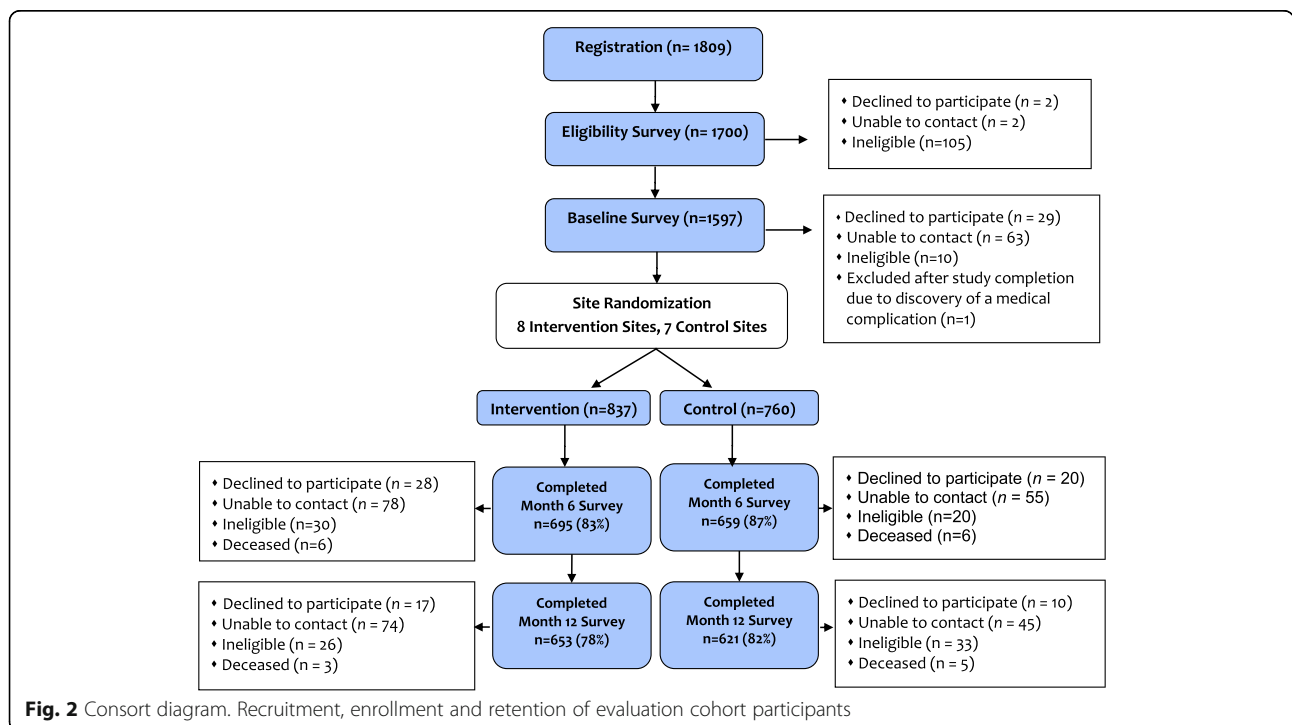 Registration (n= 1809)
Eligibility Survey (n= 1700)
♦ Declined to participate (n = 2)
♦ Unable to contact (n = 2)
♦ Ineligible (n=105)
Baseline Survey (n=1597)
♦ Declined to participate (n = 29)
♦ Unable to contact (n = 63)
♦ Ineligible (n=10)
♦ Excluded after study completion
due to discovery of a medical
complication (n=1)
Site Randomization
8 Intervention Sites, 7 Control Sites
Intervention (n=837)
Control (n=760)
♦ Declined to participate (n = 28)
♦ Unable to contact (n = 78)
♦ Ineligible (n=30)
♦ Deceased (n=6)
Completed
Month 6 Survey
n=695 (83%)
Completed
Month 6 Survey
n=659 (87%)
♦ Declined to participate (n = 20)
♦ Unable to contact (n = 55)
♦ Ineligible (n=20)
♦ Deceased (n=6)
♦ Declined to participate (n = 17)
♦ Unable to contact (n = 74)
♦ Ineligible (n = 26)
♦ Deceased (n = 3)
Completed
Month 12 Survey
n=653 (78%)
Completed
Month 12 Survey
n=621 (82%)
♦ Declined to participate (n = 10)
♦ Unable to contact (n = 45)
♦ Ineligible (n = 33)
♦ Deceased (n = 5)
Fig. 2 Consort diagram. Recruitment, enrollment and retention of evaluation cohort participants